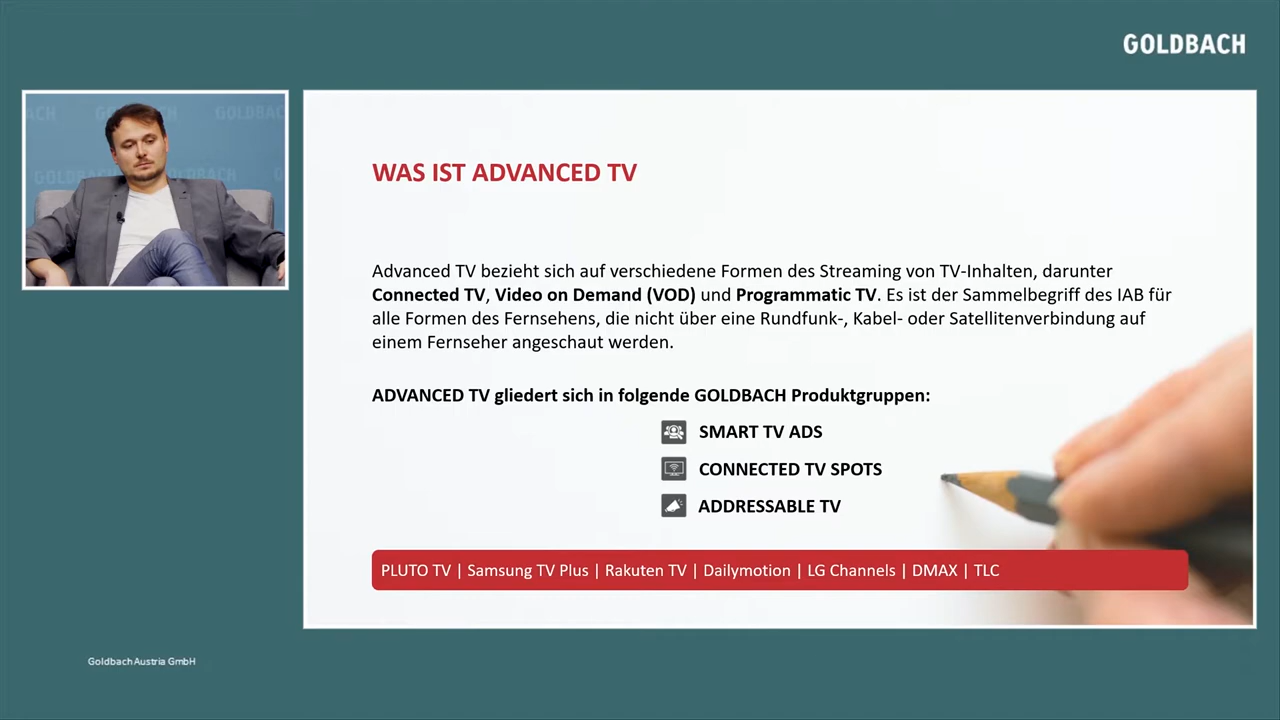 GOLDBACH
ACH
GOLDBAC
GOLDBACH
WAS IST ADVANCED TV
Advanced TV bezieht sich auf verschiedene Formen des Streaming von TV-Inhalten, darunter
Connected TV, Video on Demand (VOD) und Programmatic TV. Es ist der Sammelbegriff des IAB für
alle Formen des Fernsehens, die nicht über eine Rundfunk-, Kabel- oder Satellitenverbindung auf
einem Fernseher angeschaut werden.
ADVANCED TV gliedert sich in folgende GOLDBACH Produktgruppen:
SMART TV ADS
CONNECTED TV SPOTS
ADDRESSABLE TV
PLUTO TV | Samsung TV Plus | Rakuten TV | Dailymotion | LG Channels | DMAX | TLC
Goldbach Austria GmbH